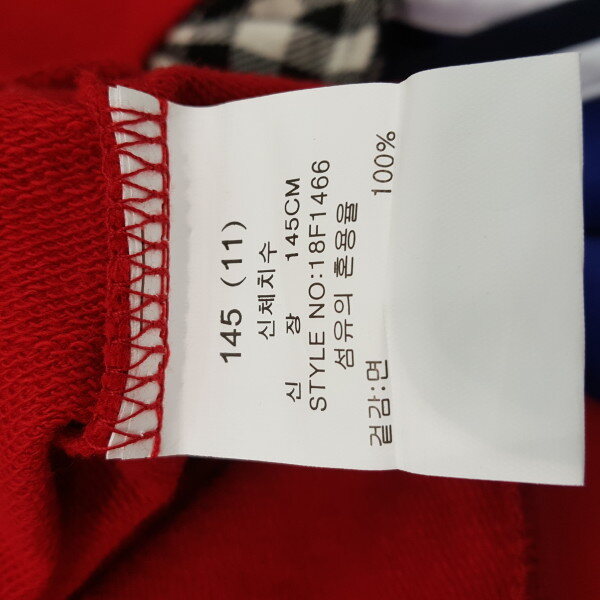 145 (11)
신체치수
신 장 145CM
STYLE NO:18F1466
섬유의 혼용율
겉감:면 100%